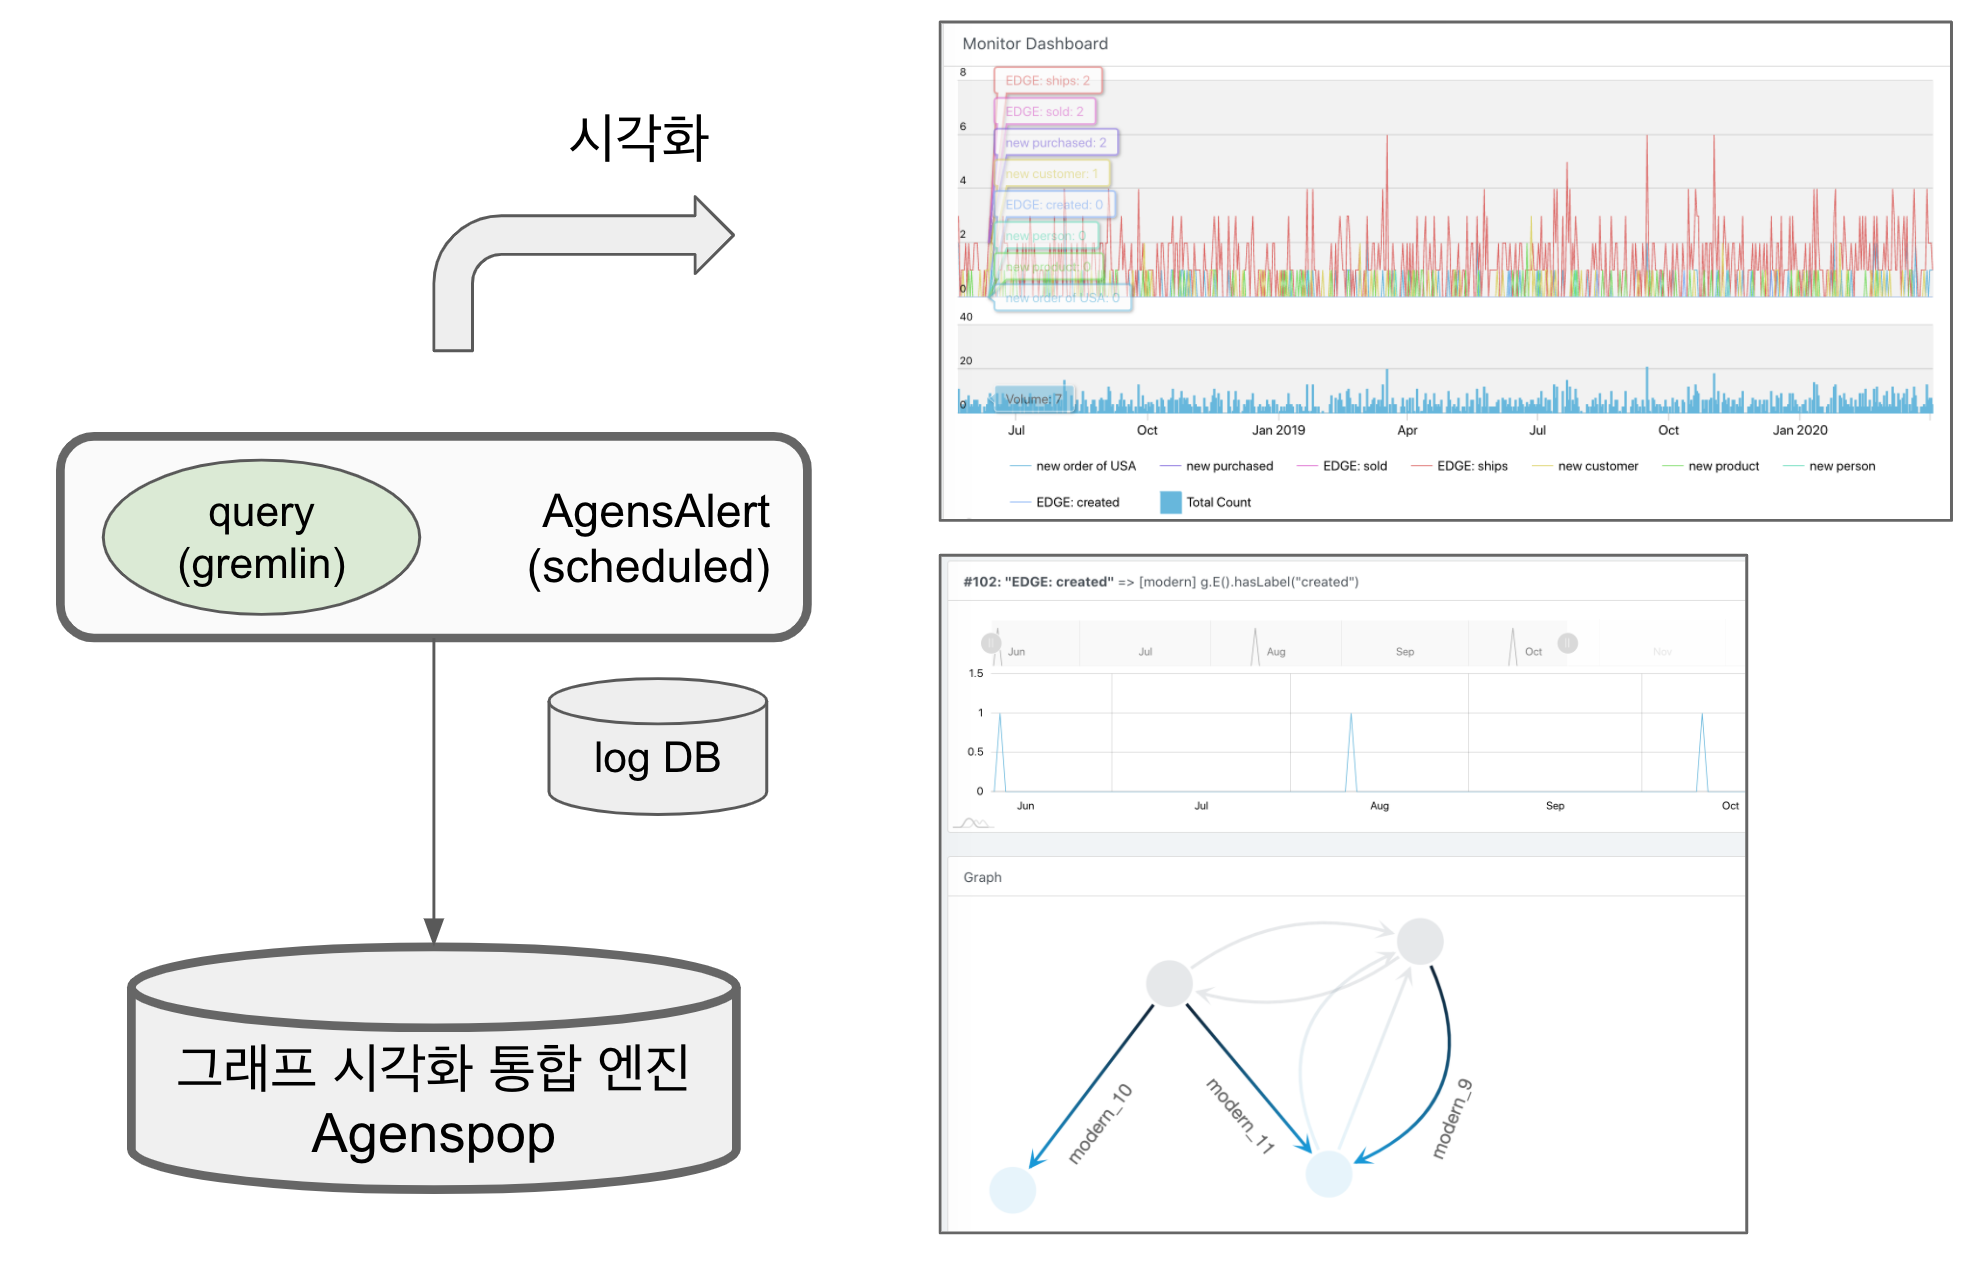 시각화
query
(gremlin)
AgensAlert
(scheduled)
log DB
그래프 시각화 통합 엔진
Agenspop
Monitor Dashboard
8
6
4
2
0
EDGE: ships: 2
EDGE: sold: 2
new purchased: 2
new customer: 1
EDGE: created: 0
new person: 0
new product: 0
new order of USA: 0
40
20
0
Volume: 7
Jul Oct Jan 2019 Apr Jul Oct Jan 2020
new order of USA new purchased EDGE: sold EDGE: ships new customer new product new person
EDGE: created Total Count
#102: "EDGE: created" => [modern] g.E().hasLabel("created")
Jun Jul Aug Sep Oct Nov
1.5
1
0.5
0
Jun Jul Aug Sep Oct
Graph
modern_10
modern_11
modern_9